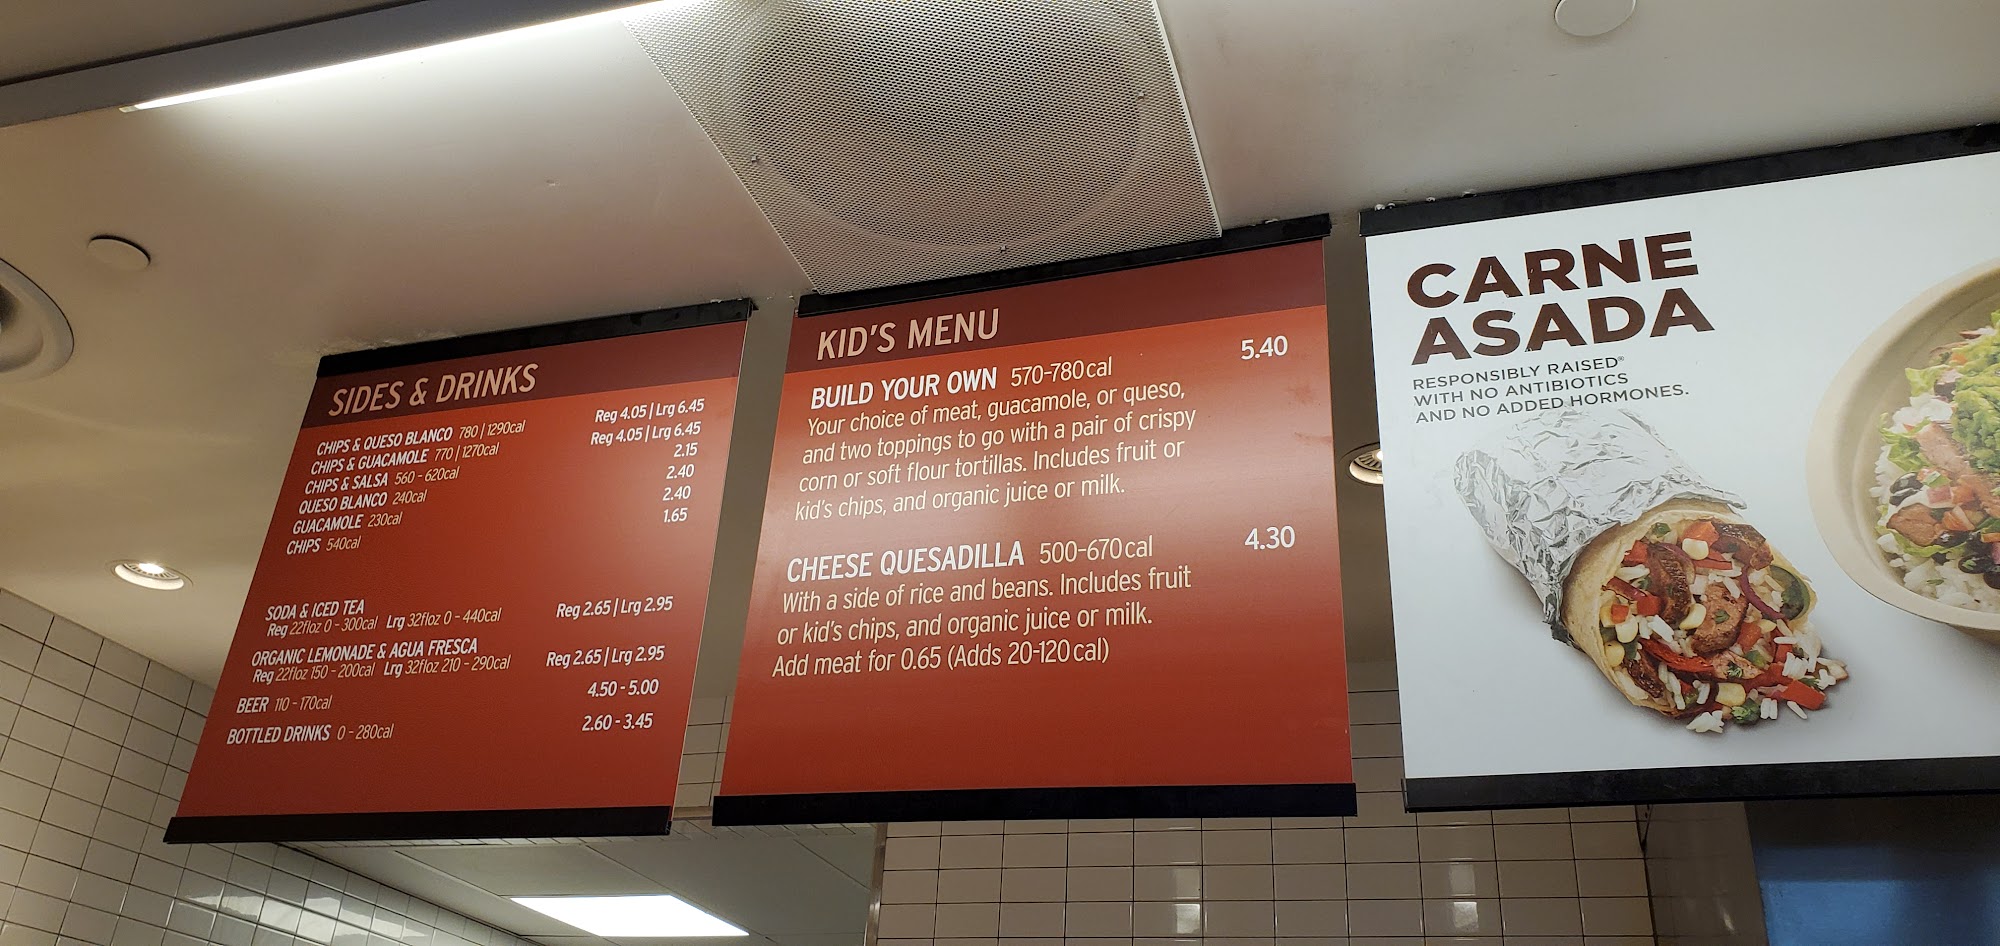 SIDES & DRINKS
CHIPS & QUESO BLANCO 780 | 1290cal Reg 4.05 | Lrg 6.45
CHIPS & GUACAMOLE 770 | 1270cal Reg 4.05 | Lrg 6.45
CHIPS & SALSA 560 - 620cal 2.15
QUESO BLANCO 240cal 2.40
GUACAMOLE 230cal 2.40
CHIPS 540cal 1.65
SODA & ICED TEA Reg 2.65 | Lrg 2.95
Reg 22floz 0 - 300cal Lrg 32floz 0 - 440cal
ORGANIC LEMONADE & AGUA FRESCA Reg 2.65 | Lrg 2.95
Reg 22floz 150 - 200cal Lrg 32floz 210 - 290cal
BEER 110 - 170cal 4.50 - 5.00
BOTTLED DRINKS 0 - 280cal 2.60 - 3.45
KID'S MENU
BUILD YOUR OWN 570-780cal 5.40
Your choice of meat, guacamole, or queso,
and two toppings to go with a pair of crispy
corn or soft flour tortillas. Includes fruit or
kid's chips, and organic juice or milk.
CHEESE QUESADILLA 500-670cal 4.30
With a side of rice and beans. Includes fruit
or kid's chips, and organic juice or milk.
Add meat for 0.65 (Adds 20-120cal)
CARNE
ASADA
RESPONSIBLY RAISED®
WITH NO ANTIBIOTICS
AND NO ADDED HORMONES.